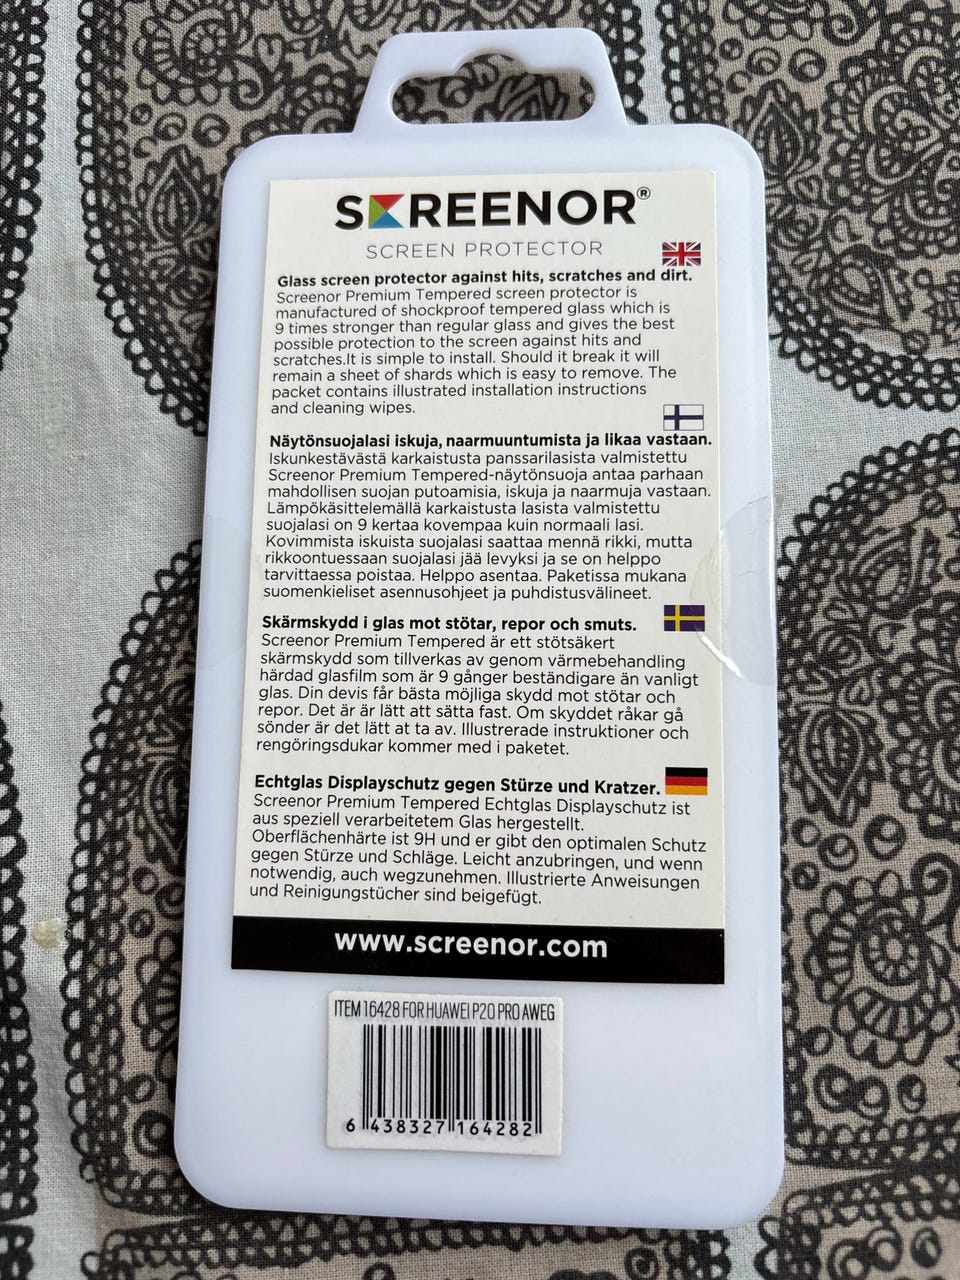 SCREENOR®
SCREEN PROTECTOR
Glass screen protector against hits, scratches and dirt.
Screenor Premium Tempered screen protector is
manufactured of shockproof tempered glass which is
9 times stronger than regular glass and gives the best
possible protection to the screen against hits and
scratches.It is simple to install. Should it break it will
remain a sheet of shards which is easy to remove. The
packet contains illustrated installation instructions
and cleaning wipes.
Näytönsuojalasi iskuja, naarmuuntumista ja likaa vastaan.
Iskunkestävästä karkaistusta panssarilasista valmistettu
Screenor Premium Tempered-näytönsuoja antaa parhaan
mahdollisen suojan putoamisia, iskuja ja naarmuja vastaan.
Lämpökäsittelemällä karkaistusta lasista valmistettu
suojalasi on 9 kertaa kovempaa kuin normaali lasi.
Kovimmista iskuista suojalasi saattaa mennä rikki, mutta
rikkoontuessaan suojalasi jää levyksi ja se on helppo
tarvittaessa poistaa. Helppo asentaa. Paketissa mukana
suomenkieliset asennusohjeet ja puhdistusvälineet.
Skärmskydd i glas mot stötar, repor och smuts.
Screenor Premium Tempered är ett stötsäkert
skärmskydd som tillverkas av genom värmebehandling
härdad glasfilm som är 9 gånger beständigare än vanligt
glas. Din devis får bästa möjliga skydd mot stötar och
repor. Det är är lätt att sätta fast. Om skyddet råkar gå
sönder är det lätt at ta av. Illustrerade instruktioner och
rengöringsdukar kommer med i paketet.
Echtglas Displayschutz gegen Stürze und Kratzer.
Screenor Premium Tempered Echtglas Displayschutz ist
aus speziell verarbeitetem Glas hergestellt.
Oberflächenhärte ist 9H und er gibt den optimalen Schutz
gegen Stürze und Schläge. Leicht anzubringen, und wenn
notwendig, auch wegzunehmen. Illustrierte Anweisungen
und Reinigungstücher sind beigefügt.
www.screenor.com
ITEM 16428 FOR HUAWEI P20 PRO AWEG
6 438327 164282